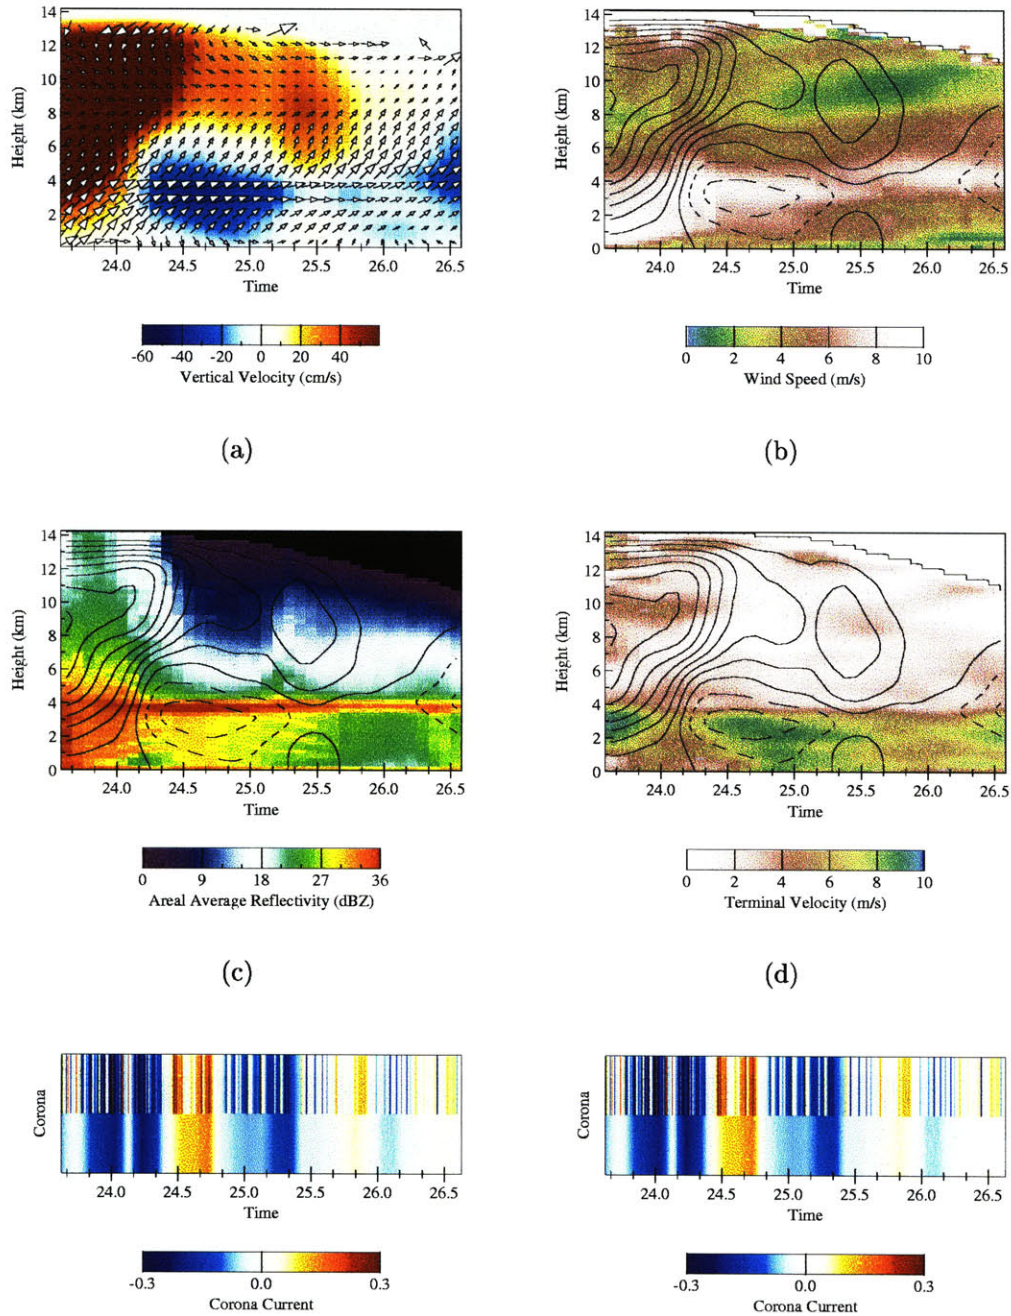 14
12
10
8
6
4
2
Height (km)
24.0 24.5 25.0 25.5 26.0 26.5
Time
-60 -40 -20 0 20 40
Vertical Velocity (cm/s)
(a)
14
12
10
8
6
4
2
0
Height (km)
24.0 24.5 25.0 25.5 26.0 26.5
Time
0 2 4 6 8 10
Wind Speed (m/s)
(b)
14
12
10
8
6
4
2
0
Height (km)
24.0 24.5 25.0 25.5 26.0 26.5
Time
0 9 18 27 36
Areal Average Reflectivity (dBZ)
(c)
14
12
10
8
6
4
2
0
Height (km)
24.0 24.5 25.0 25.5 26.0 26.5
Time
0 2 4 6 8 10
Terminal Velocity (m/s)
(d)
Corona
24.0 24.5 25.0 25.5 26.0 26.5
Time
-0.3 0.0 0.3
Corona Current
Corona
24.0 24.5 25.0 25.5 26.0 26.5
Time
-0.3 0.0 0.3
Corona Current